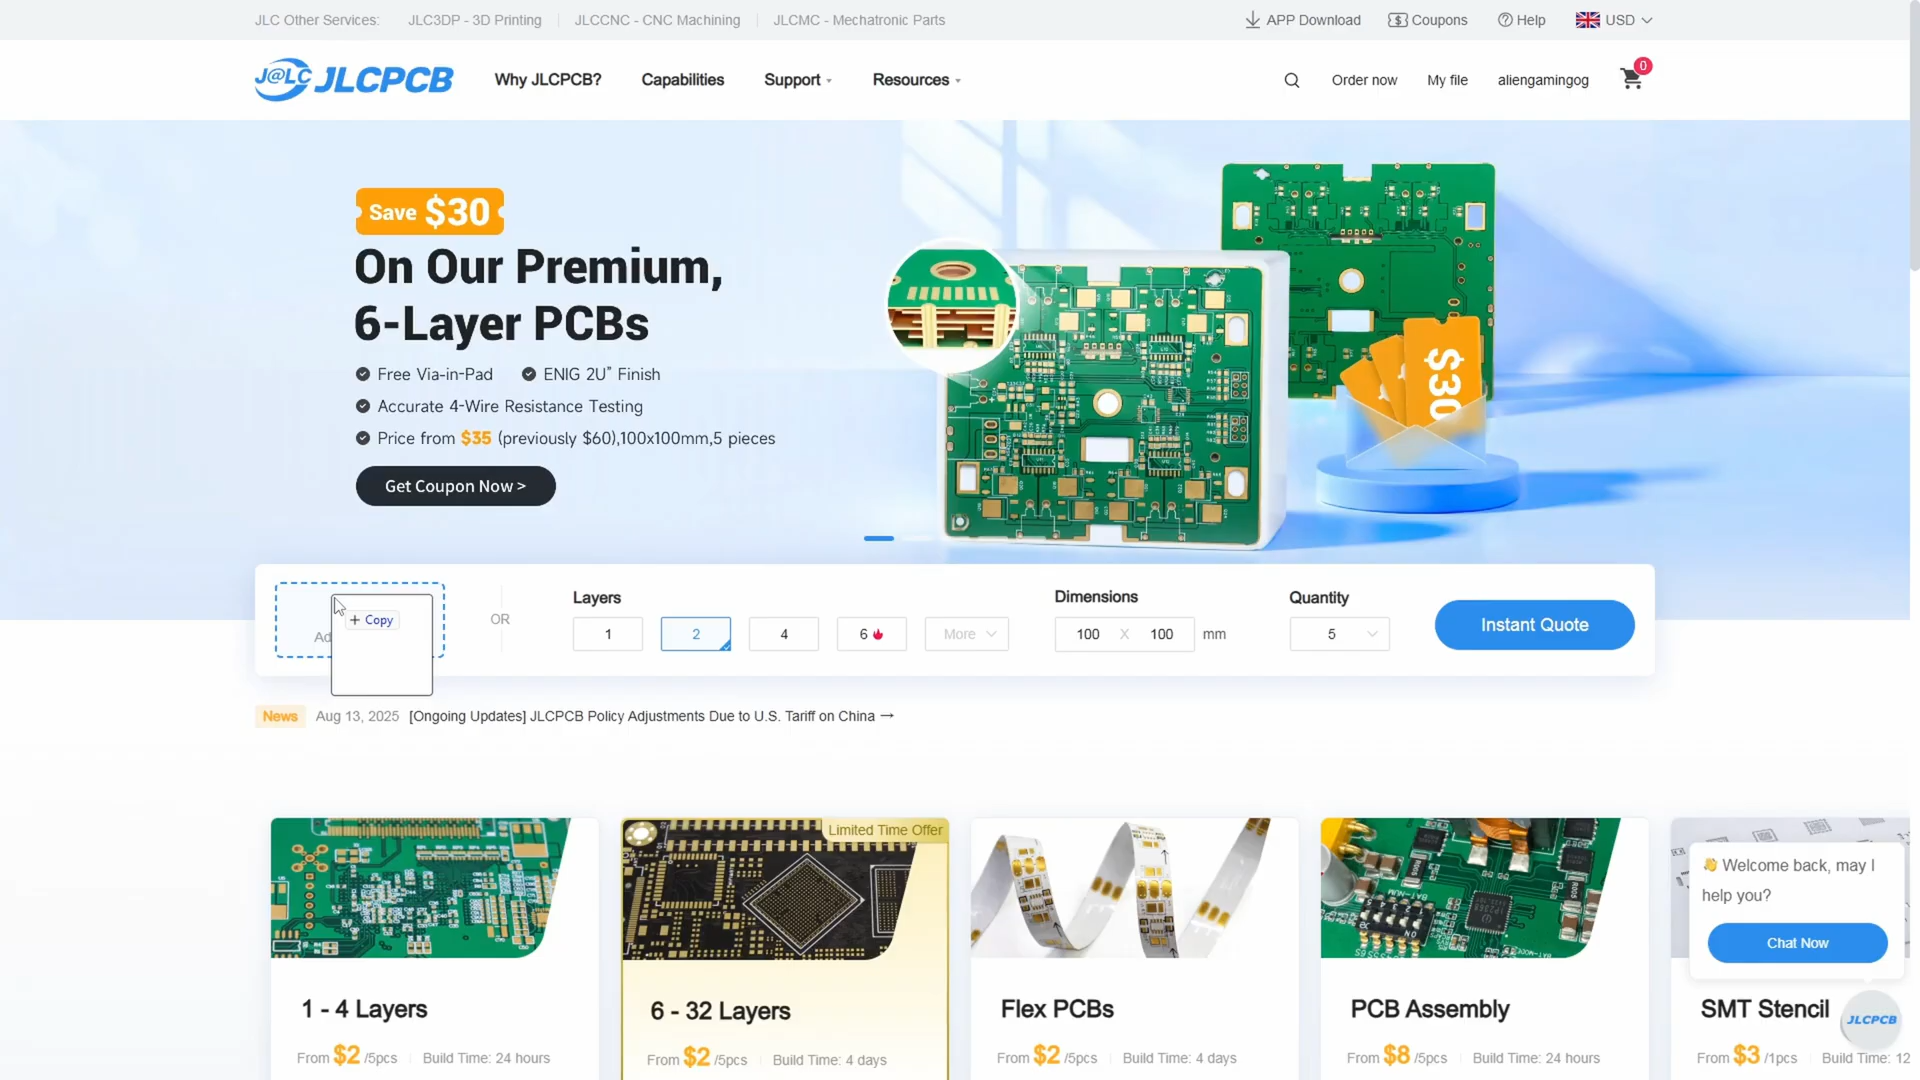 JLC Other Services: JLC3DP - 3D Printing JLCCNC - CNC Machining JLCMC - Mechatronic Parts APP Download Coupons Help USD
J@LC JLCPCB Why JLCPCB? Capabilities Support Resources Order now My file aliengamingog 0
Save $30
On Our Premium,
6-Layer PCBs
Free Via-in-Pad ENIG 2U" Finish
Accurate 4-Wire Resistance Testing
Price from $35 (previously $60),100x100mm,5 pieces
Get Coupon Now >
$30
Layers Dimensions Quantity
+ Copy OR 1 2 4 6 More 100 X 100 mm 5 Instant Quote
Ad
News Aug 13, 2025 [Ongoing Updates] JLCPCB Policy Adjustments Due to U.S. Tariff on China →
Limited Time Offer
Welcome back, may I
help you?
Chat Now
1 - 4 Layers 6 - 32 Layers Flex PCBs PCB Assembly SMT Stencil
JLCPCB
From $2 /5pcs Build Time: 24 hours From $2 /5pcs Build Time: 4 days From $2 /5pcs Build Time: 4 days From $8 /5pcs Build Time: 24 hours From $3 /1pcs Build Time: 12